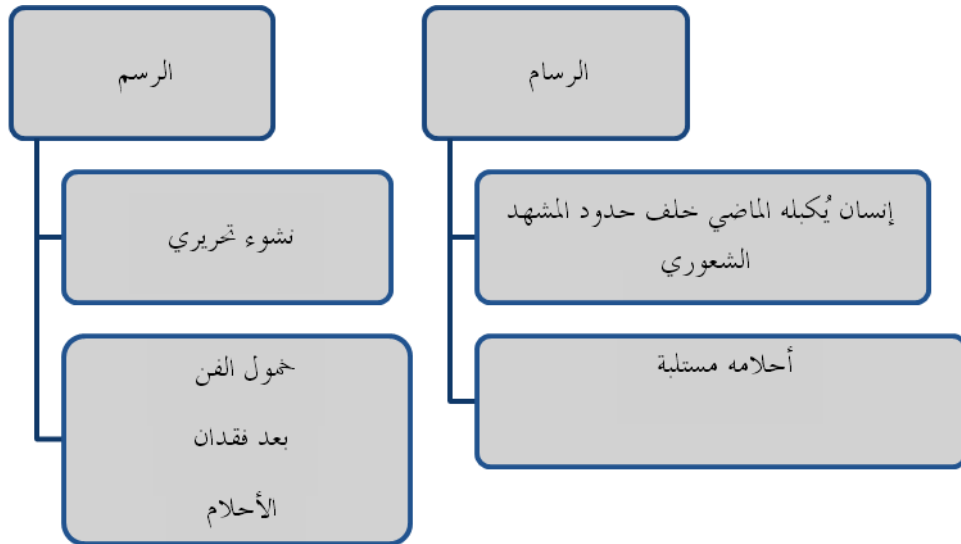 الرسام
إنسان يُكبله الماضي خلف حدود المشهد
الشعوري
أحلامه مستلبة
الرسم
نشوء تحريري
خمول الفن
بعد فقدان
الأحلام